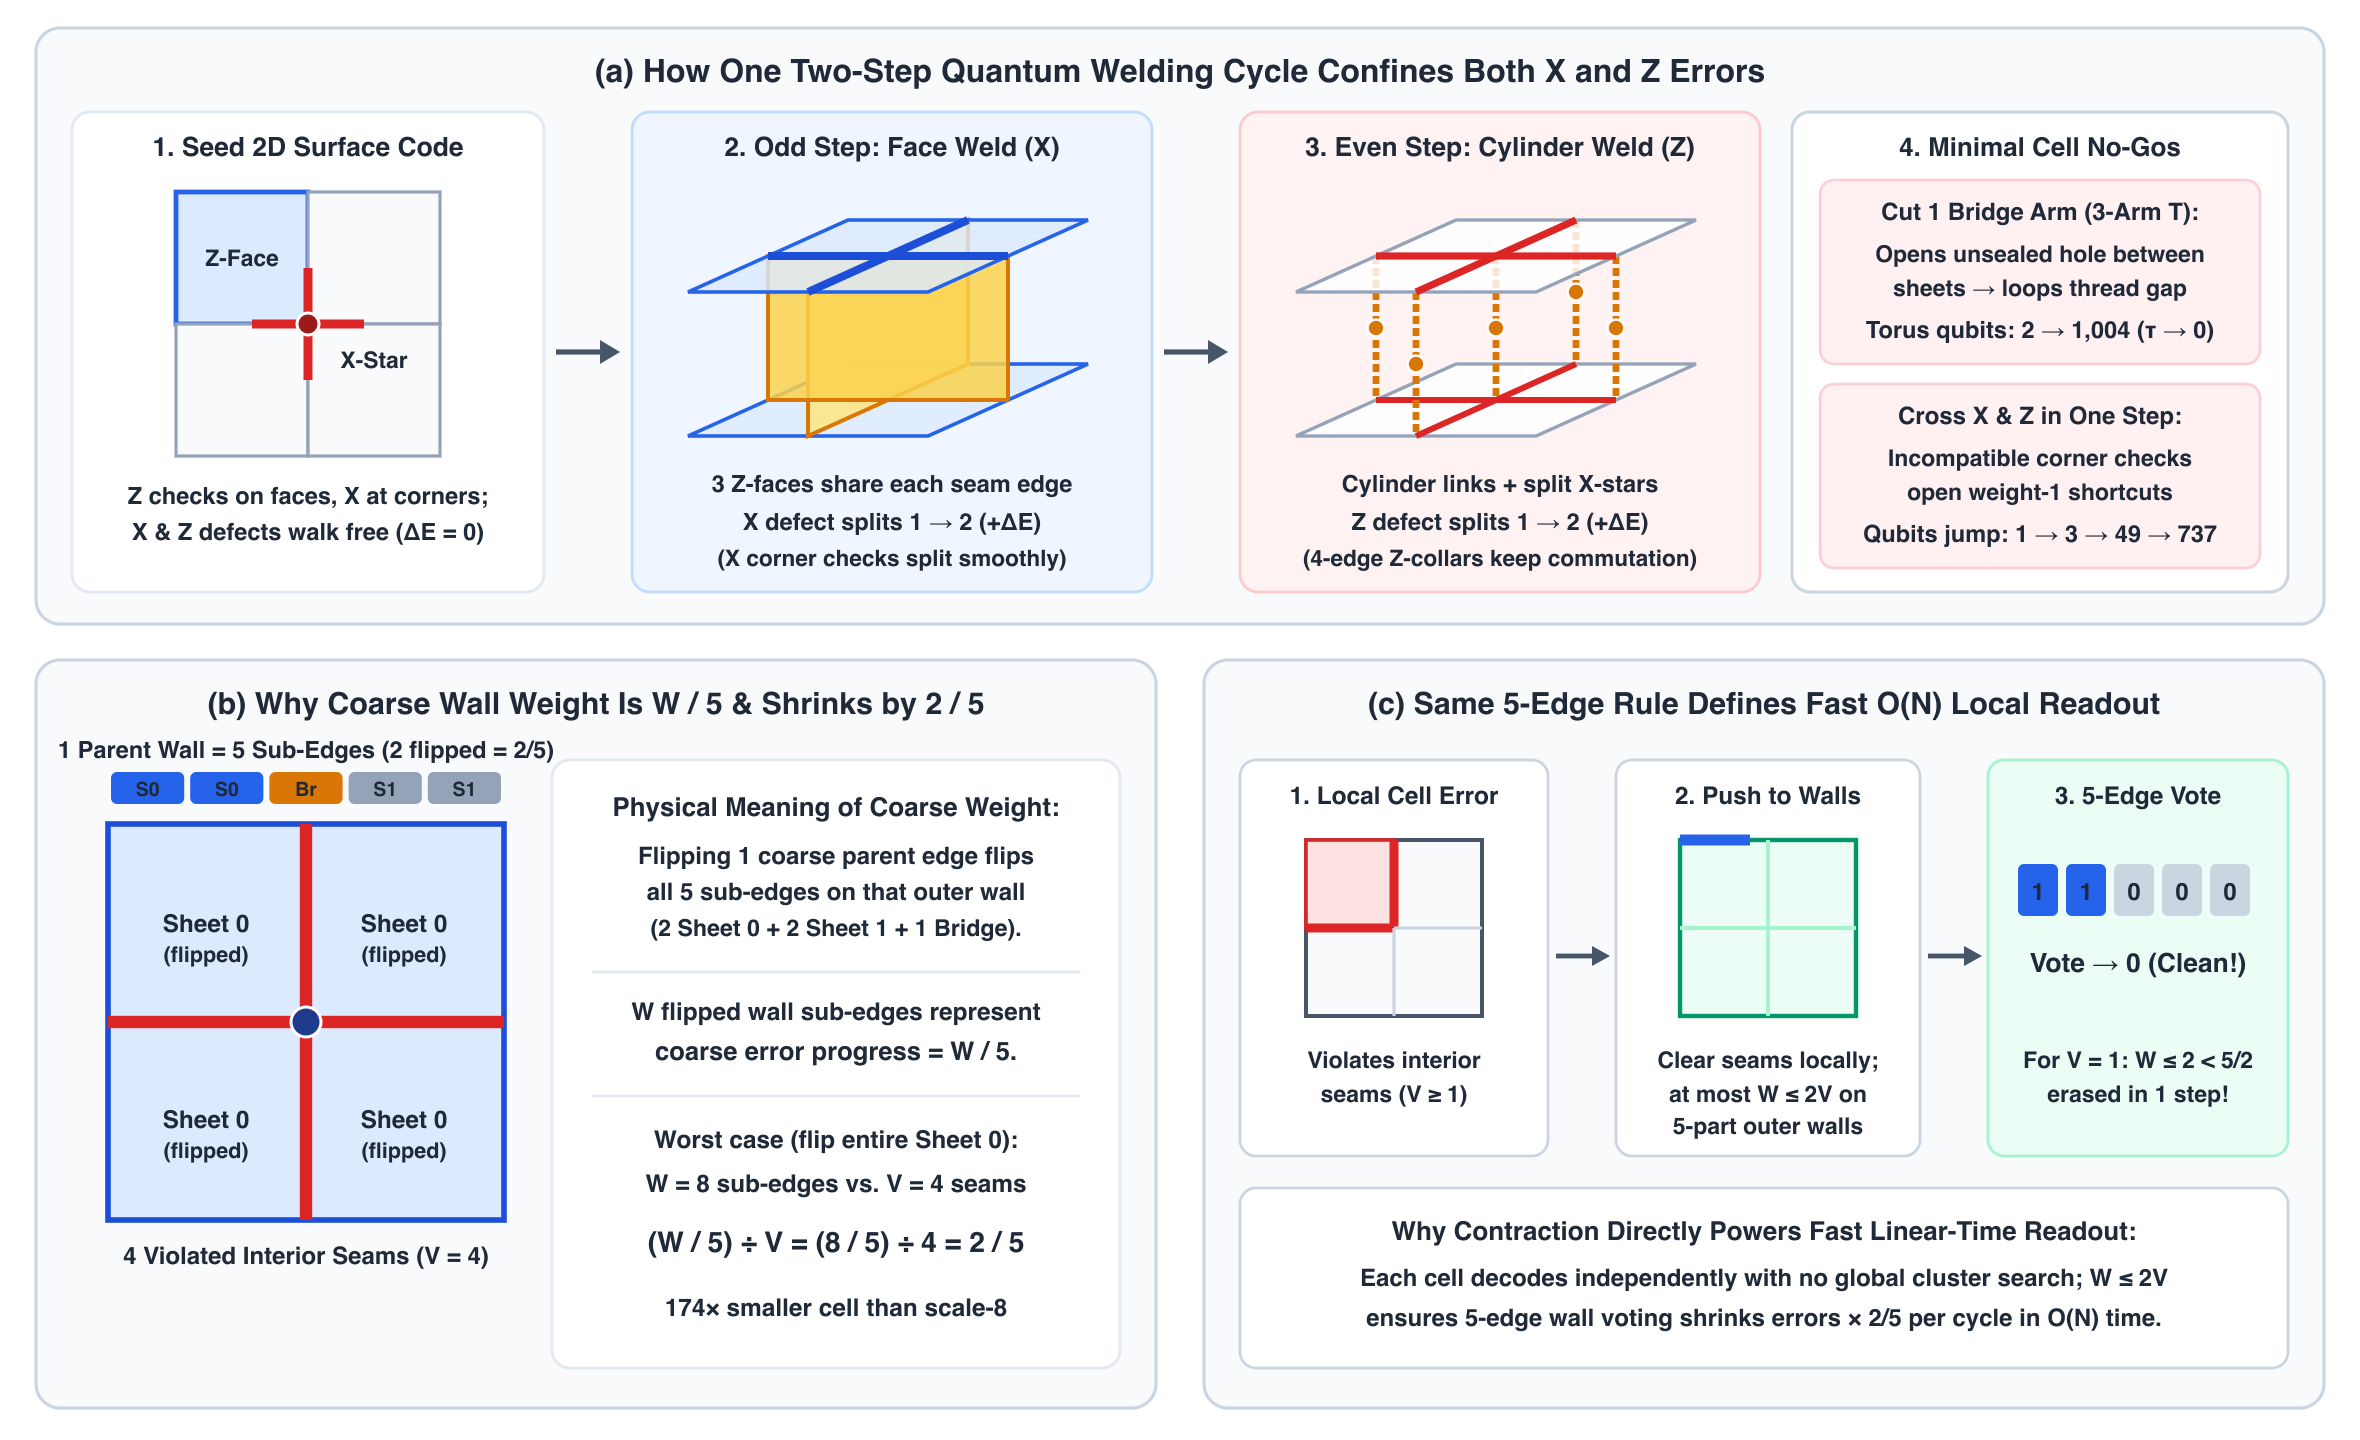 (a) How One Two-Step Quantum Welding Cycle Confines Both X and Z Errors
1. Seed 2D Surface Code
Z-Face
X-Star
Z checks on faces, X at corners;
X & Z defects walk free (ΔE = 0)
2. Odd Step: Face Weld (X)
3 Z-faces share each seam edge
X defect splits 1 → 2 (+ΔE)
(X corner checks split smoothly)
3. Even Step: Cylinder Weld (Z)
Cylinder links + split X-stars
Z defect splits 1 → 2 (+ΔE)
(4-edge Z-collars keep commutation)
4. Minimal Cell No-Gos
Cut 1 Bridge Arm (3-Arm T):
Opens unsealed hole between
sheets → loops thread gap
Torus qubits: 2 → 1,004 (τ → 0)
Cross X & Z in One Step:
Incompatible corner checks
open weight-1 shortcuts
Qubits jump: 1 → 3 → 49 → 737
(b) Why Coarse Wall Weight Is W / 5 & Shrinks by 2 / 5
1 Parent Wall = 5 Sub-Edges (2 flipped = 2/5)
S0 S0 Br S1 S1
Sheet 0 Sheet 0
(flipped) (flipped)
Sheet 0 Sheet 0
(flipped) (flipped)
4 Violated Interior Seams (V = 4)
Physical Meaning of Coarse Weight:
Flipping 1 coarse parent edge flips
all 5 sub-edges on that outer wall
(2 Sheet 0 + 2 Sheet 1 + 1 Bridge).
W flipped wall sub-edges represent
coarse error progress = W / 5.
Worst case (flip entire Sheet 0):
W = 8 sub-edges vs. V = 4 seams
(W / 5) ÷ V = (8 / 5) ÷ 4 = 2 / 5
174× smaller cell than scale-8
(c) Same 5-Edge Rule Defines Fast O(N) Local Readout
1. Local Cell Error
Violates interior
seams (V ≥ 1)
2. Push to Walls
Clear seams locally;
at most W ≤ 2V on
5-part outer walls
3. 5-Edge Vote
1 1 0 0 0
Vote → 0 (Clean!)
For V = 1: W ≤ 2 < 5/2
erased in 1 step!
Why Contraction Directly Powers Fast Linear-Time Readout:
Each cell decodes independently with no global cluster search; W ≤ 2V
ensures 5-edge wall voting shrinks errors × 2/5 per cycle in O(N) time.